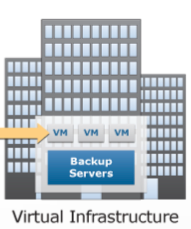 VM VM VM
Backup
Servers
Virtual Infrastructure